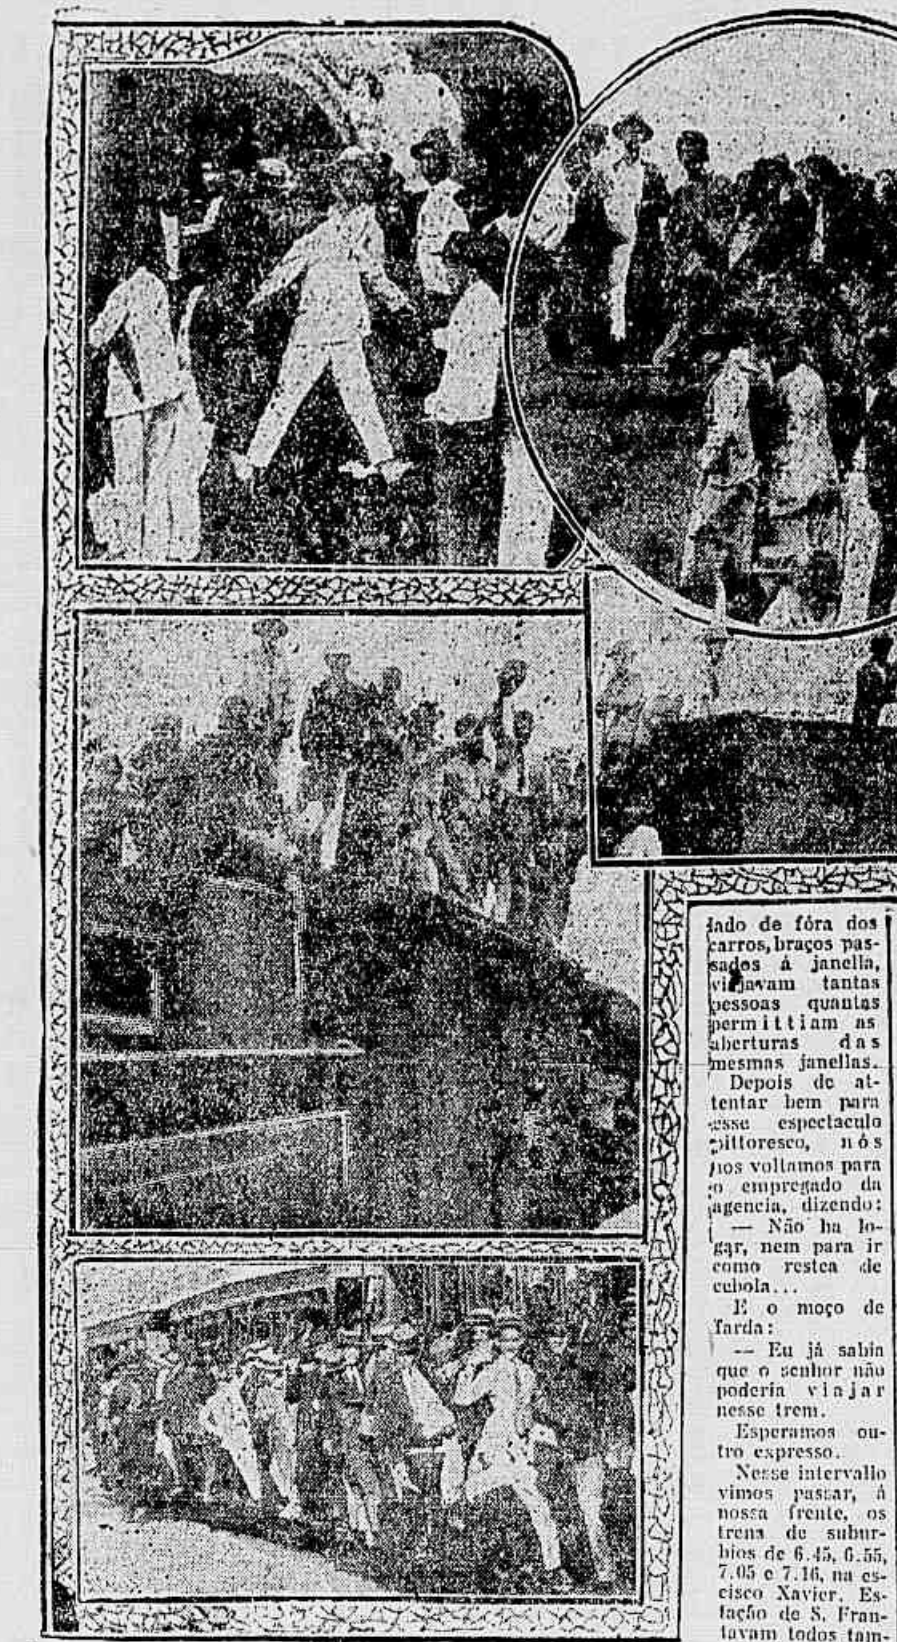 lado de fóra dos
carros, braços pas-
sados á janella,
viajavam tantas
pessoas quantas
permittiam as
aberturas das
mesmas janellas.
Depois de at-
tentar bem para
esse espectaculo
pittoresco, nós
nos voltamos para
o empregado da
agencia, dizendo:
— Não ha lo-
gar, nem para ir
como restea de
cebola...
E o moço de
farda:
— Eu já sabia
que o senhor não
poderia viajar
nesse trem.
Esperamos ou-
tro expresso.
Nesse intervallo
vimos passar, á
nossa frente, os
trens de subur-
bios de 6.45, 6.55,
7.05 e 7.16, na es-
cisco Xavier. Es-
tação de S. Fran-
tavam todos tam-